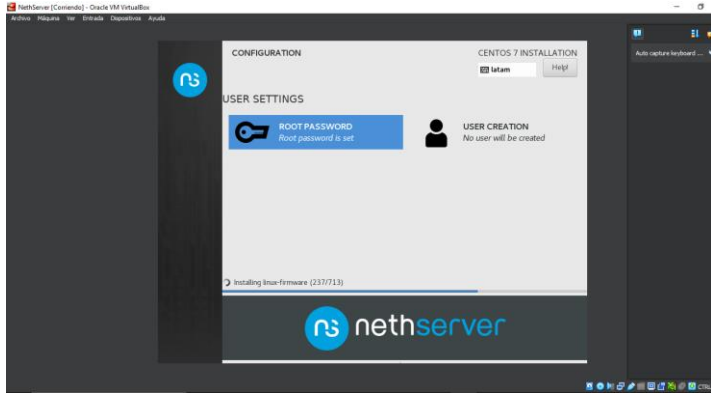 NethServer [Corriendo] - Oracle VM VirtualBox
Archivo Máquina Ver Entrada Dispositivos Ayuda
Auto capture keyboard ...
CONFIGURATION
CENTOS 7 INSTALLATION
latam
Help!
USER SETTINGS
ROOT PASSWORD
Root password is set
USER CREATION
No user will be created
Installing linux-firmware (237/713)
nethserver
CTRL